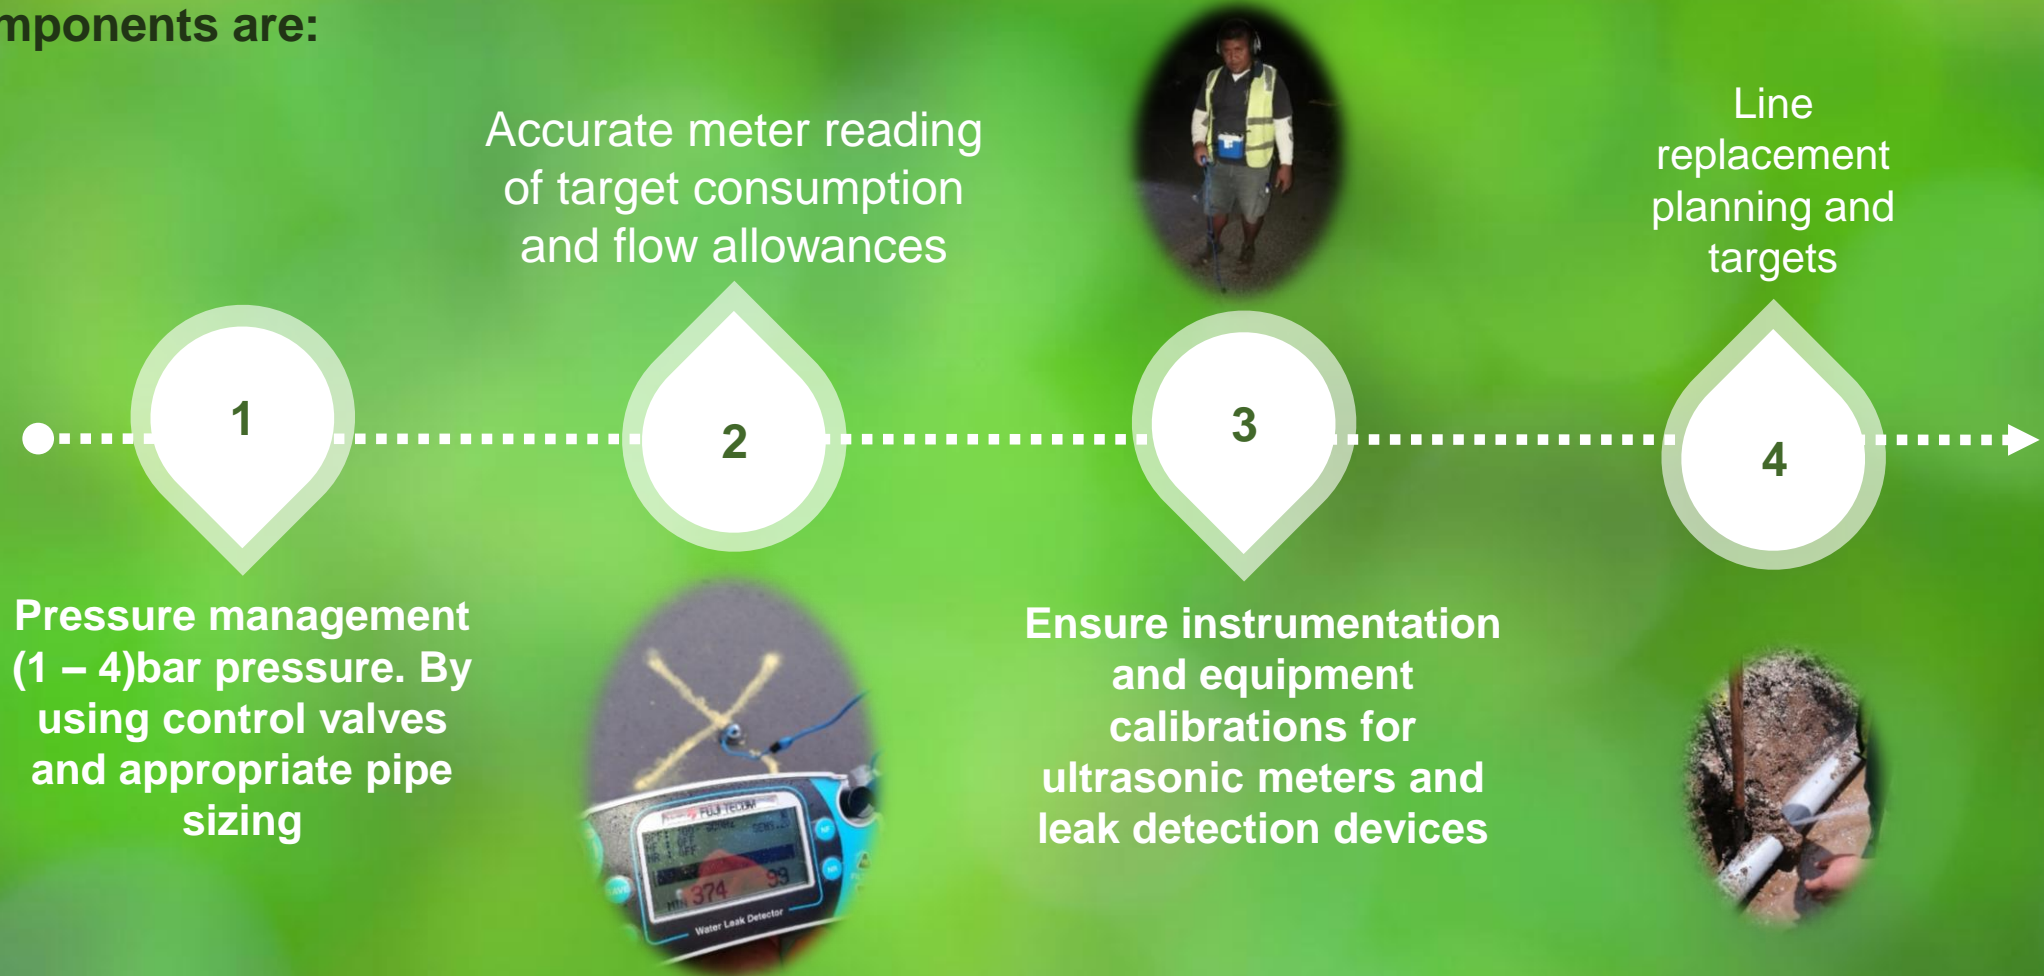 mponents are:
Accurate meter reading
of target consumption
and flow allowances
Line
replacement
planning and
targets
1
2
3
4
Pressure management
(1 – 4)bar pressure. By
using control valves
and appropriate pipe
sizing
Ensure instrumentation
and equipment
calibrations for
ultrasonic meters and
leak detection devices
FUJI TECOM
MIN 374 99
Water Leak Detector